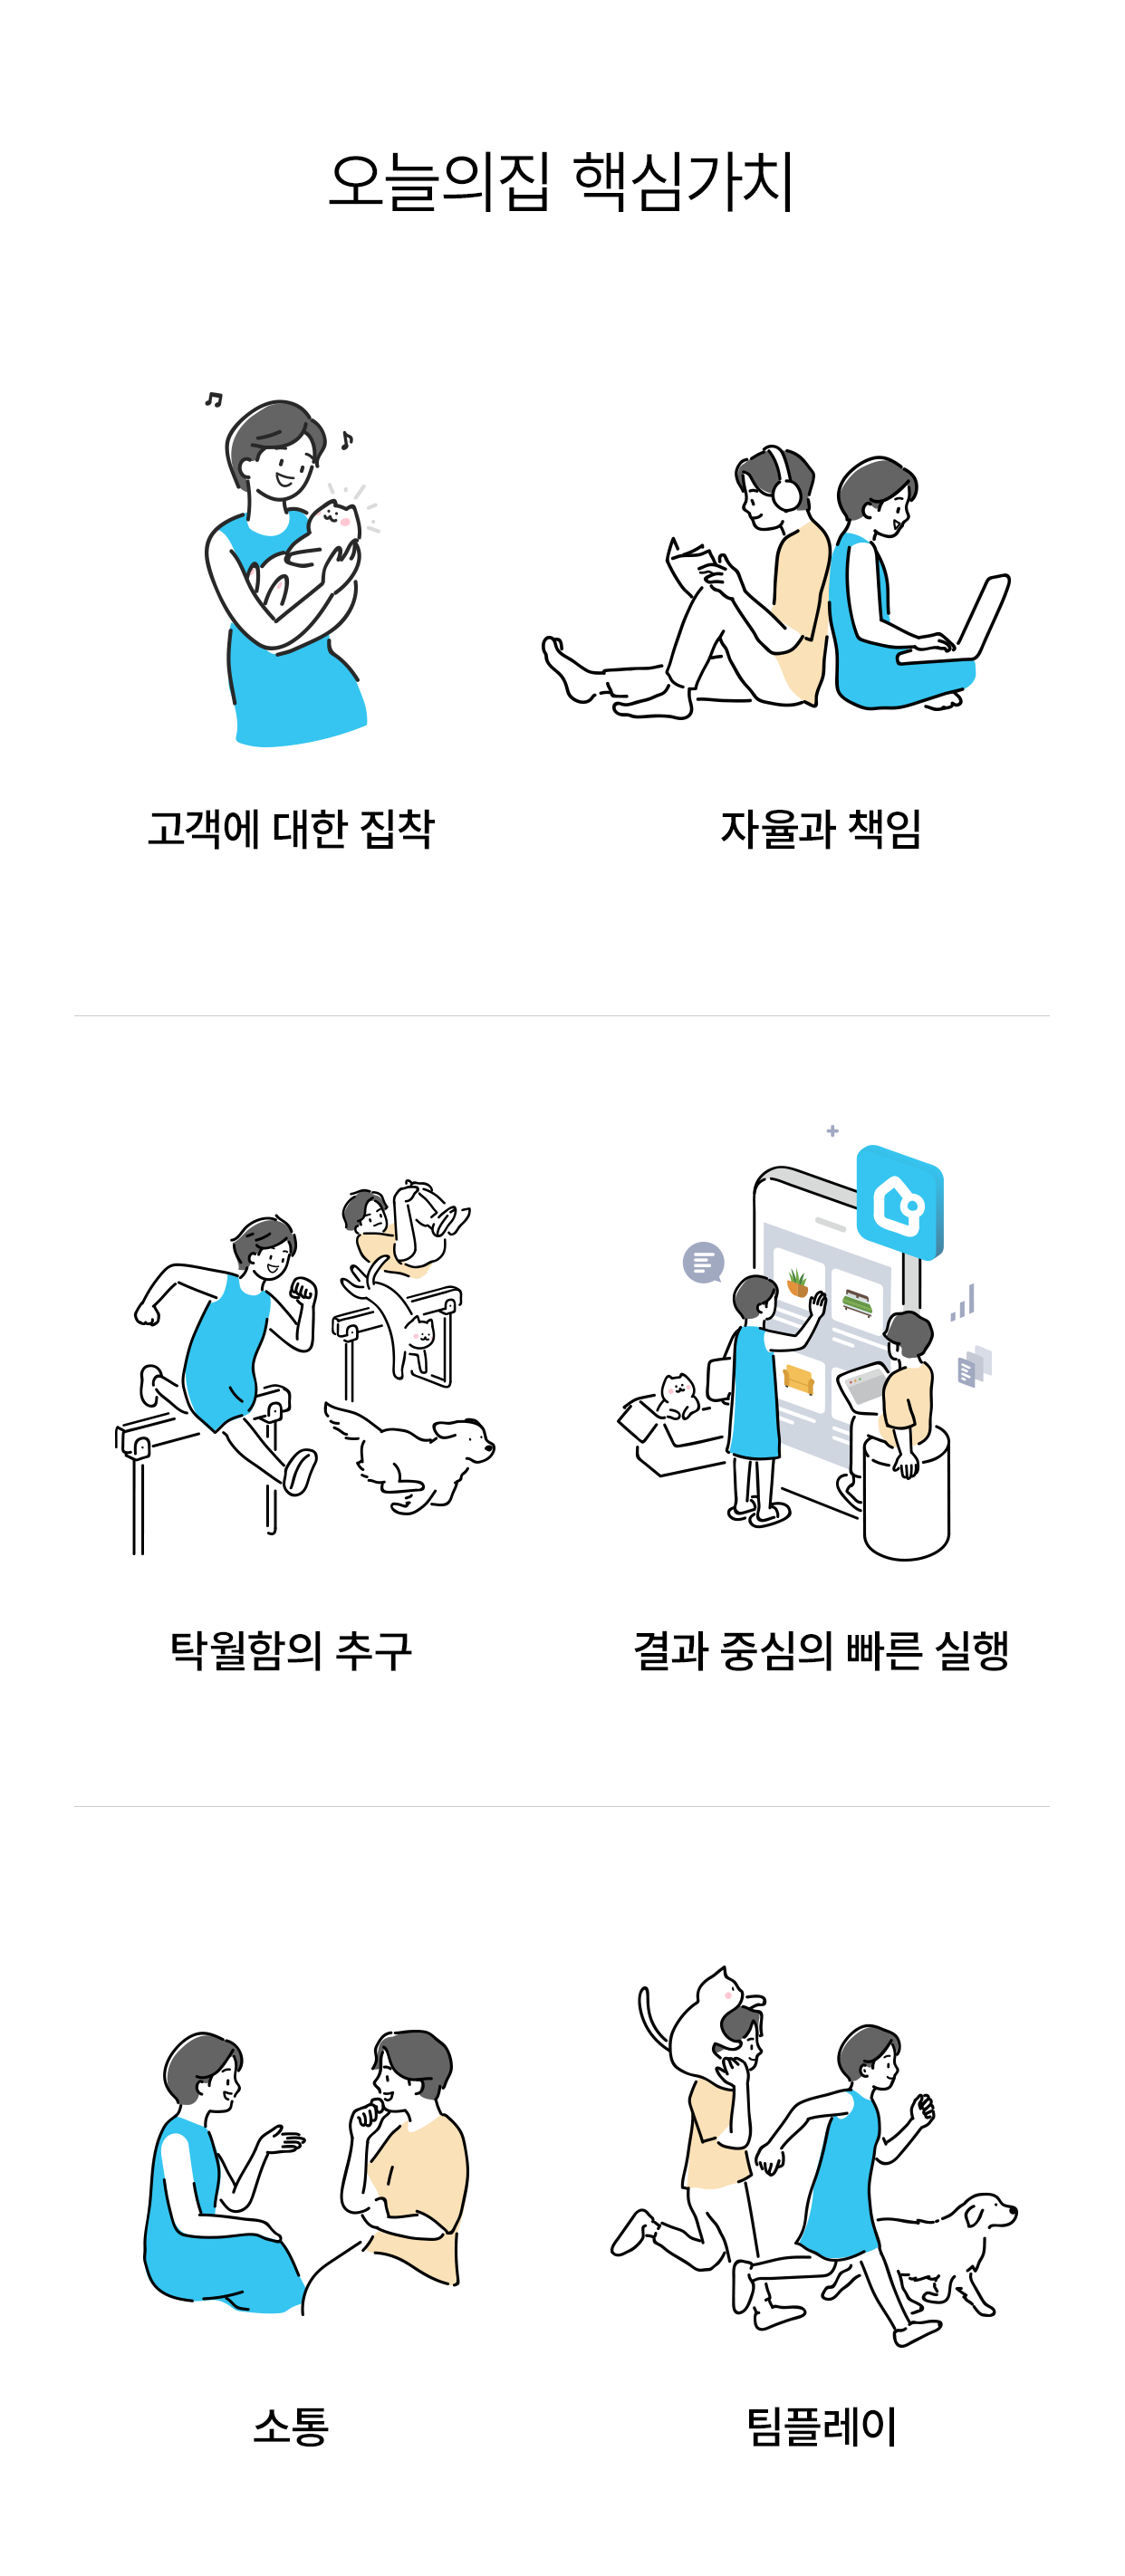 오늘의집 핵심가치
고객에 대한 집착
자율과 책임
탁월함의 추구
결과 중심의 빠른 실행
소통
팀플레이